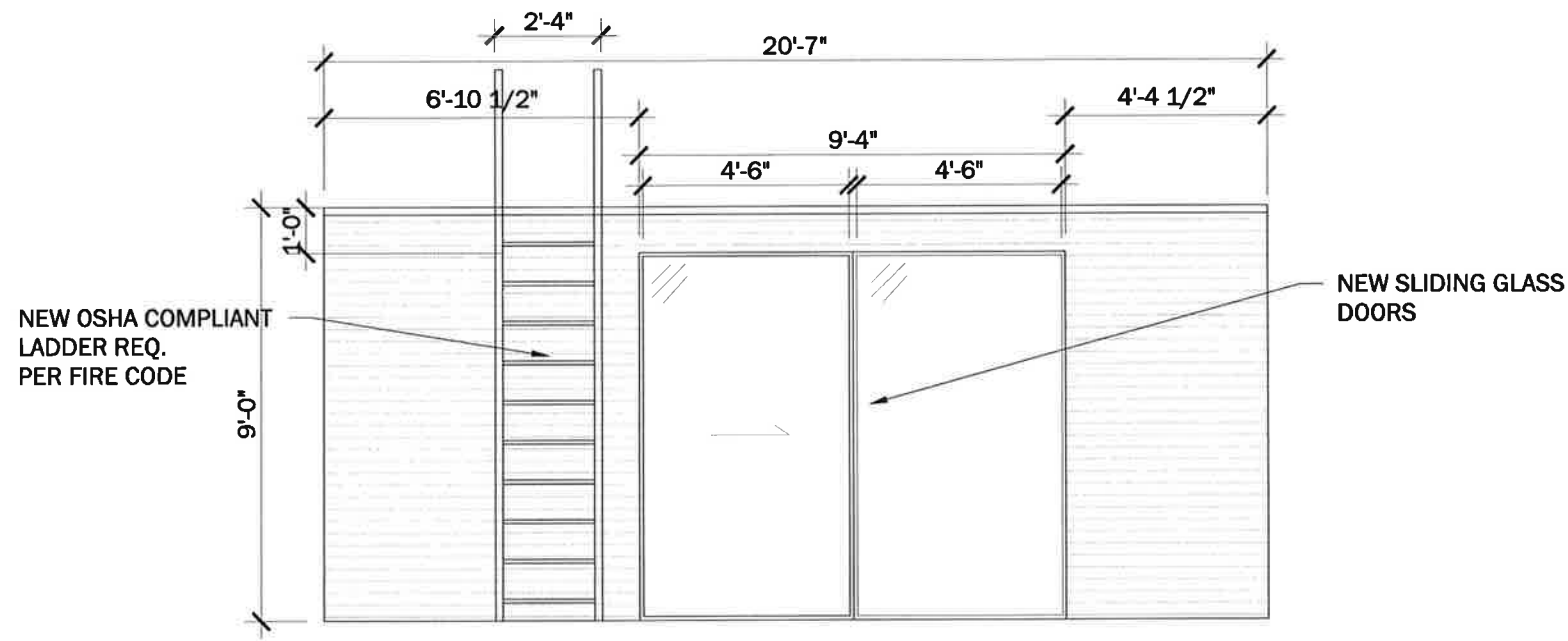 2'-4"
20'-7"
6'-10 1/2"
4'-4 1/2"
9'-4"
4'-6"
4'-6"
1'-0"
9'-0"
NEW OSHA COMPLIANT
LADDER REQ.
PER FIRE CODE
NEW SLIDING GLASS
DOORS